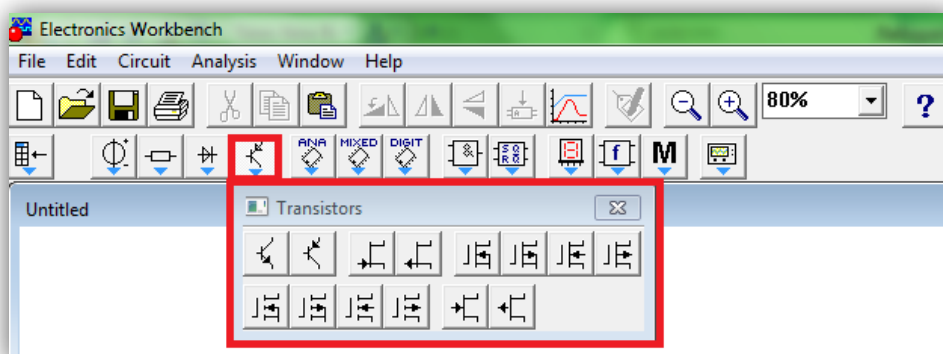 Electronics Workbench
File Edit Circuit Analysis Window Help
80% ?
ANA MIXED DIGIT & f M
Untitled
Transistors